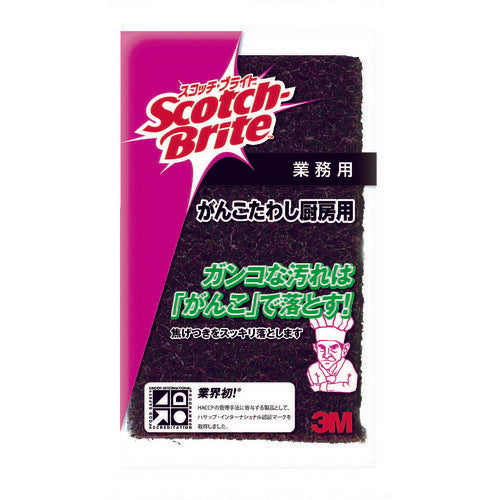 スコッチ・ブライト
Scotch-
Brite
業務用
がんこたわし厨房用
ガンコな汚れは
「がんこ」で落とす!
焦げつきをスッキリ落とします
HACCP INTERNATIONAL
FOOD SAFETY
ACCREDITATION
業界初!※
HACCPの管理手法に寄与する製品として、
ハサップ・インターナショナル認証マークを
取得しました。
3M